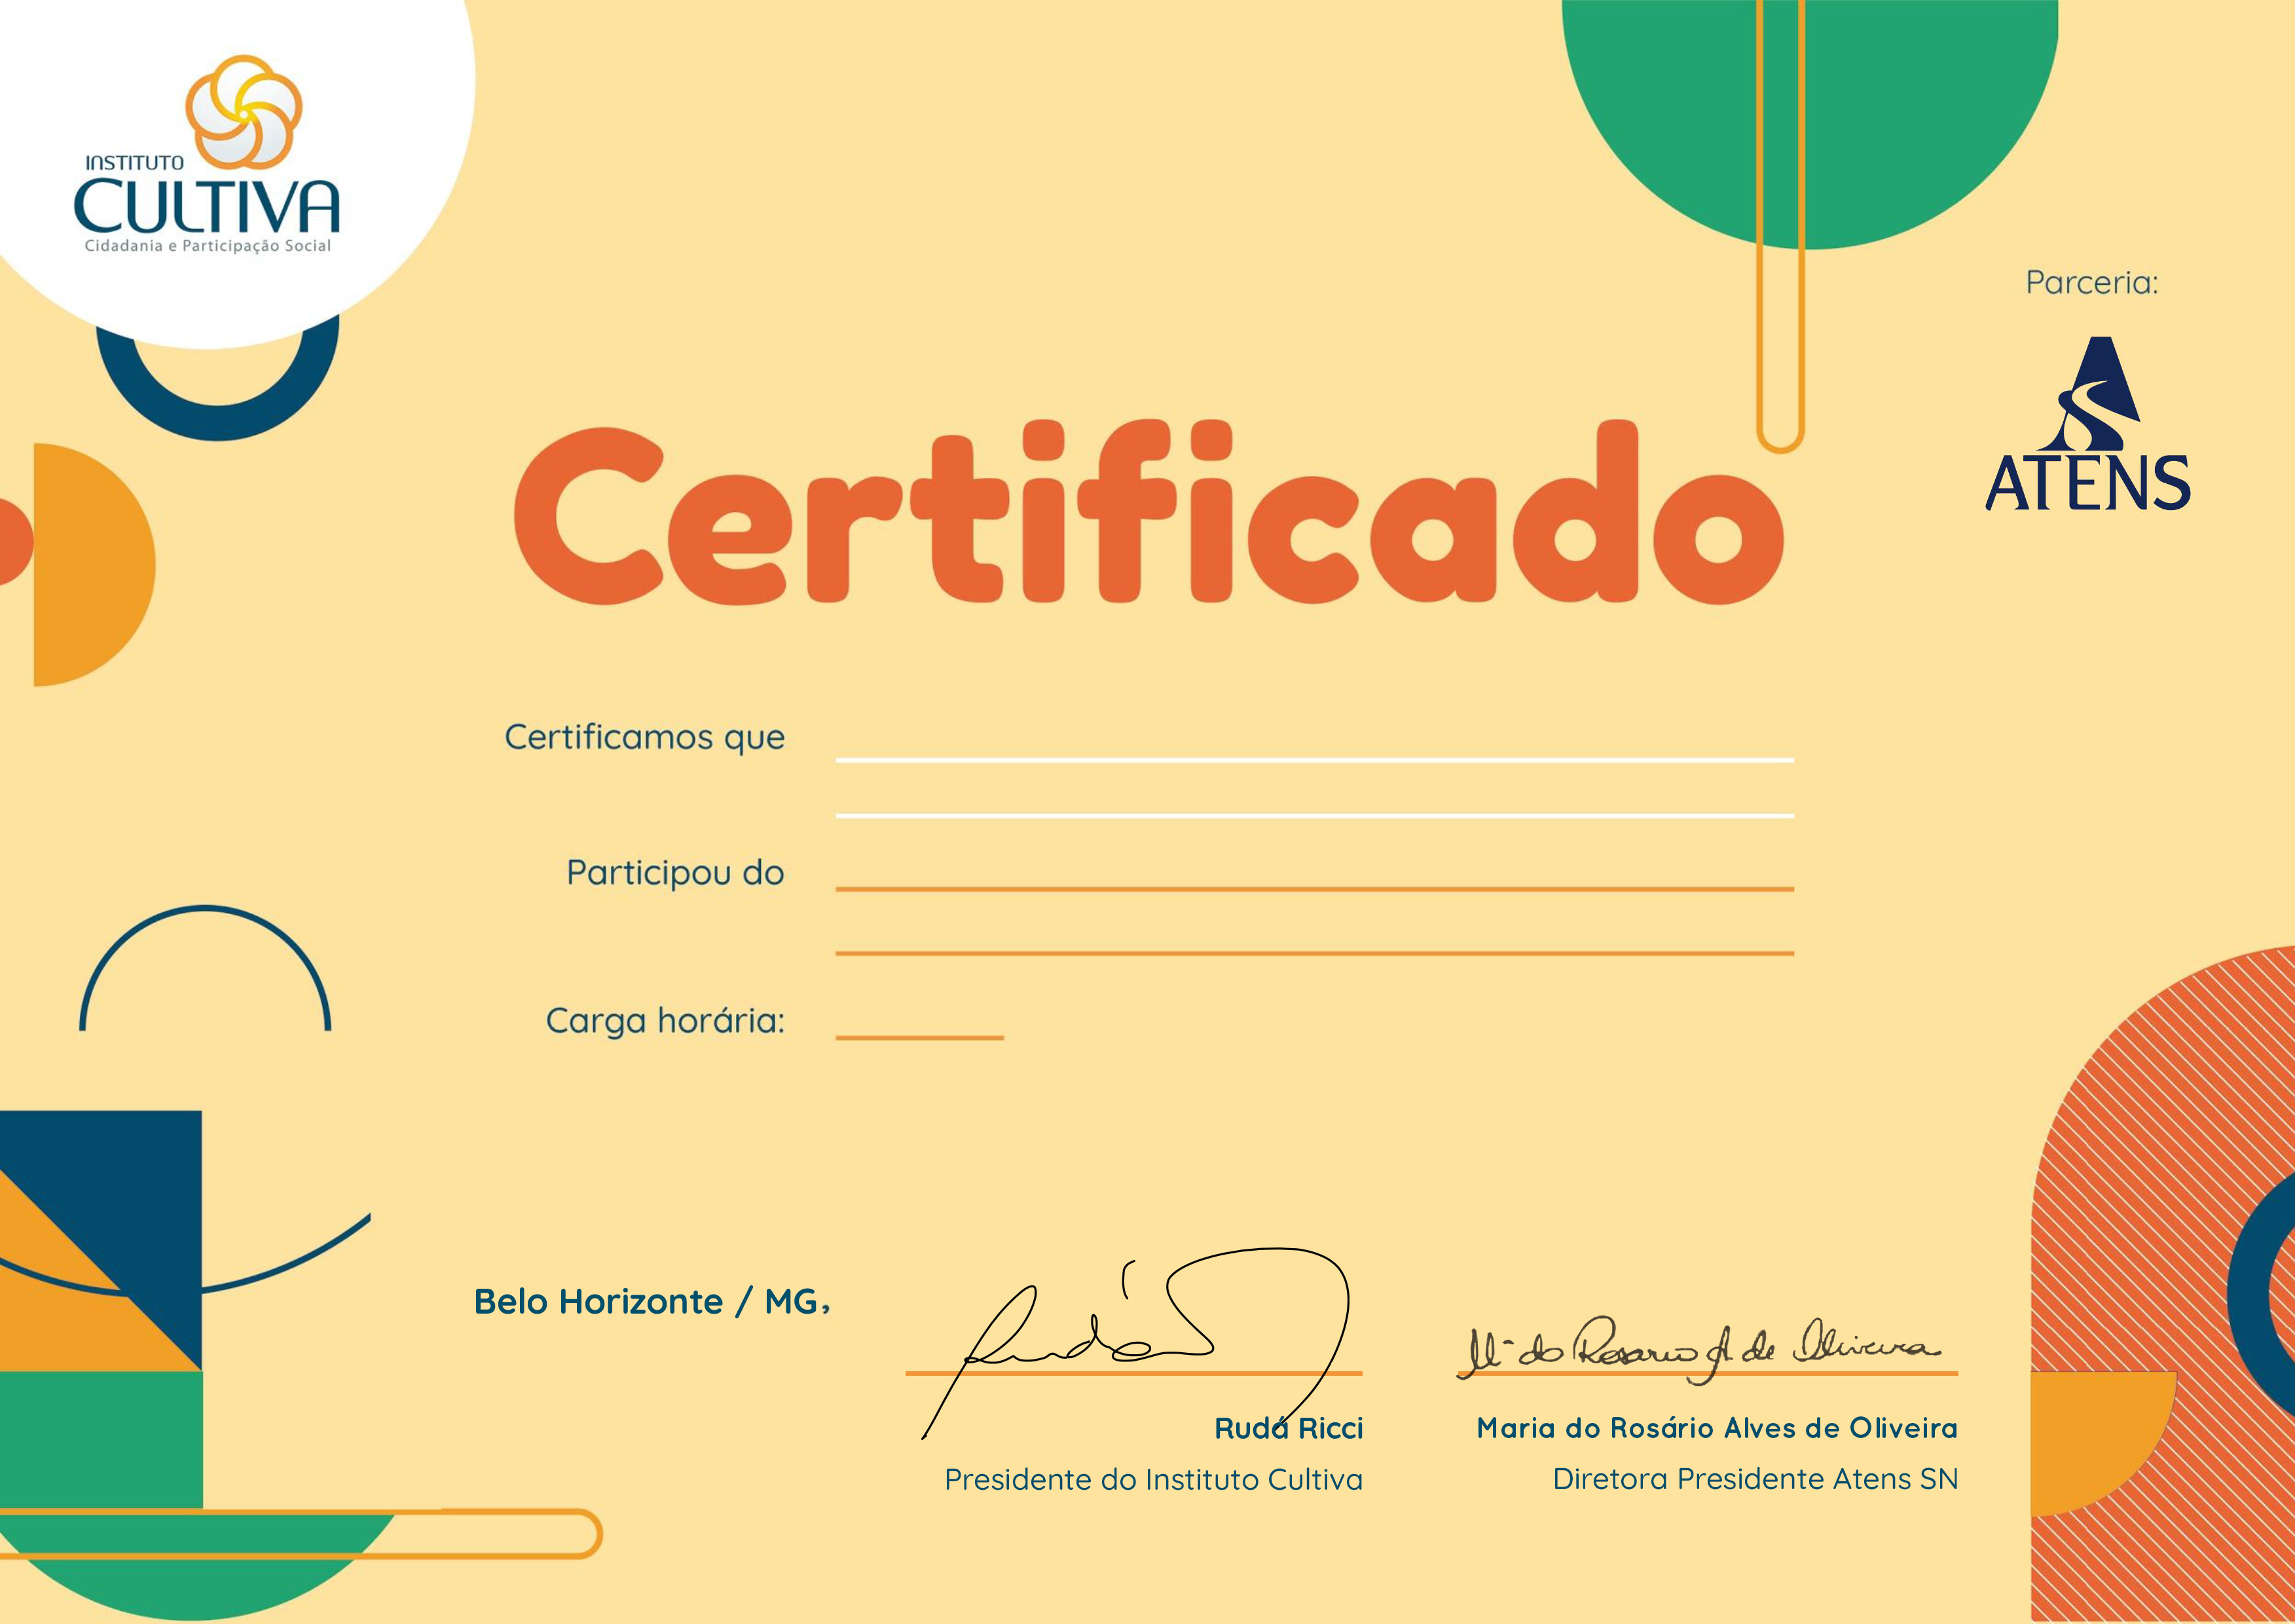 INSTITUTO
CULTIVA
Cidadania e Participação Social
Parceria:
ATENS
Certificado
Certificamos que
Participou do
Carga horária:
Belo Horizonte / MG,
Rudá
Mª do Rosario A de Oliveira
Rudá Ricci
Maria do Rosário Alves de Oliveira
Presidente do Instituto Cultiva
Diretora Presidente Atens SN